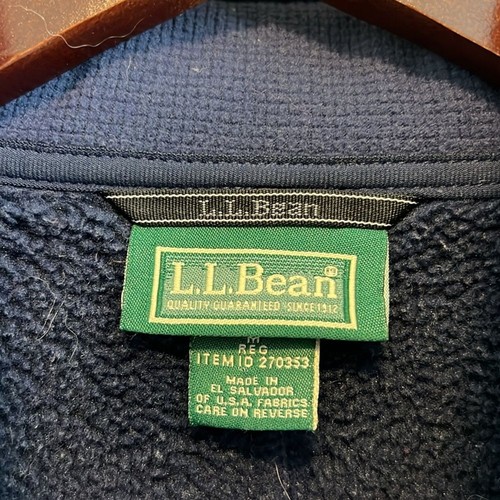 L.L.Bean
L.L.Bean®
QUALITY GUARANTEED SINCE 1912
M
REG
ITEM ID 270353
MADE IN
EL SALVADOR
OF U.S.A. FABRICS
CARE ON REVERSE